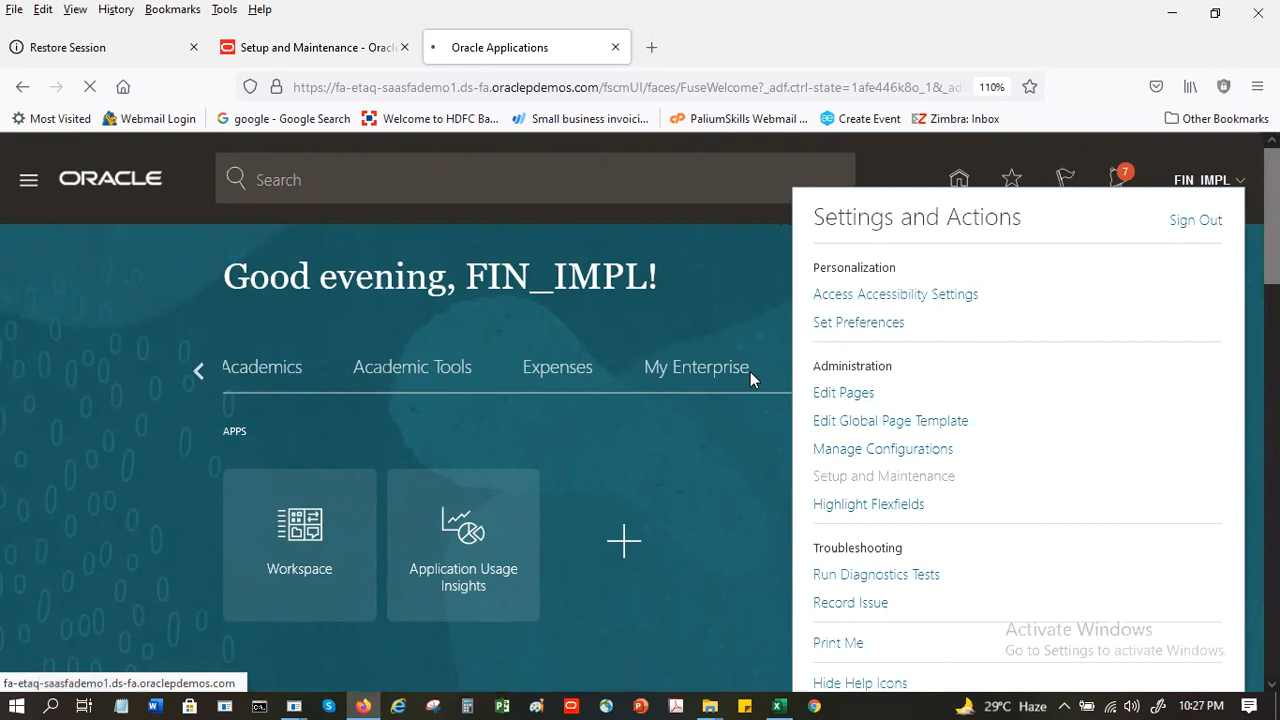 File Edit View History Bookmarks Tools Help
Restore Session
Setup and Maintenance - Oracle
Oracle Applications
https://fa-etaq-saasfademo1.ds-fa.oraclepdemos.com/fscmUI/faces/FuseWelcome?_adf.ctrl-state=1afe446k8o_1&_ad
110%
Most Visited
Webmail Login
google - Google Search
Welcome to HDFC Ba...
Small business invoici...
PaliumSkills Webmail ...
Create Event
Zimbra: Inbox
Other Bookmarks
ORACLE
Search
7
FIN_IMPL
Settings and Actions
Sign Out
Good evening, FIN_IMPL!
Personalization
Access Accessibility Settings
Set Preferences
Academics
Academic Tools
Expenses
My Enterprise
Administration
Edit Pages
Edit Global Page Template
Manage Configurations
Setup and Maintenance
Highlight Flexfields
APPS
Workspace
Application Usage
Insights
Troubleshooting
Run Diagnostics Tests
Record Issue
Print Me
Hide Help Icons
Activate Windows
Go to Settings to activate Windows.
fa-etaq-saasfademo1.ds-fa.oraclepdemos.com
29°C Haze
10:27 PM